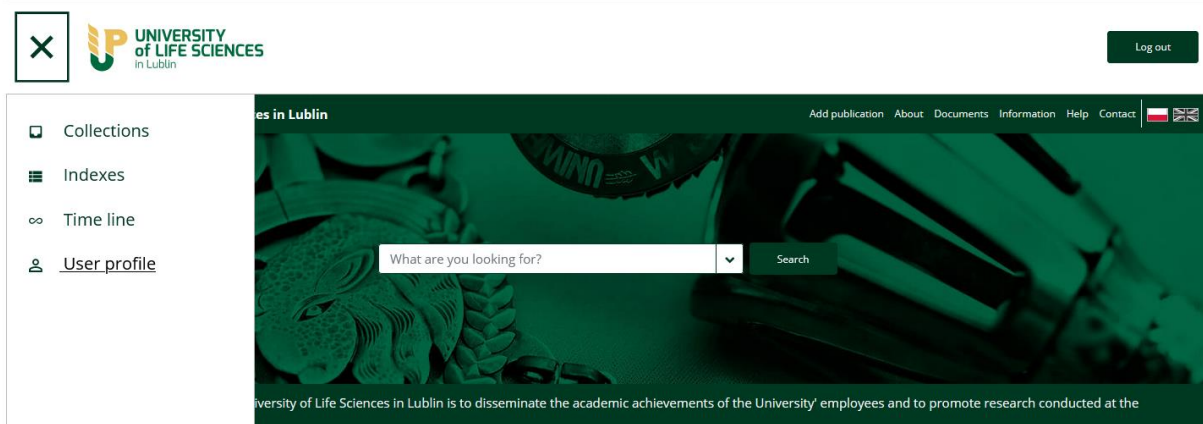 UNIVERSITY
of LIFE SCIENCES
in Lublin
Log out
Collections
Indexes
Time line
User profile
es in Lublin
Add publication About Documents Information Help Contact
What are you looking for?
Search
iversity of Life Sciences in Lublin is to disseminate the academic achievements of the University' employees and to promote research conducted at the